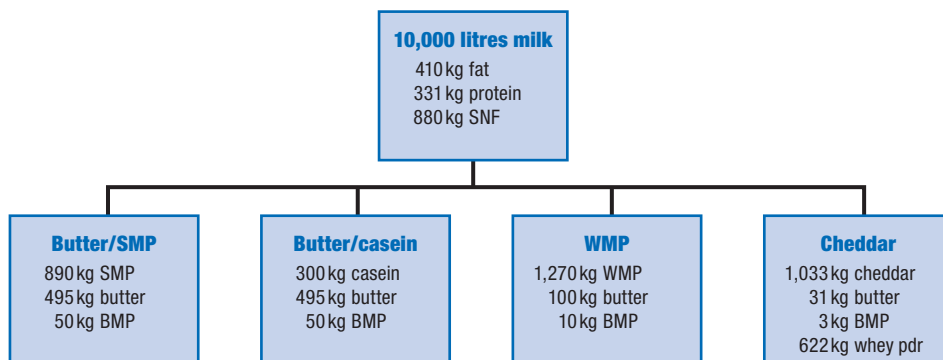 10,000 litres milk
410 kg fat
331 kg protein
880 kg SNF
Butter/SMP
890 kg SMP
495 kg butter
50 kg BMP
Butter/casein
300 kg casein
495 kg butter
50 kg BMP
WMP
1,270 kg WMP
100 kg butter
10 kg BMP
Cheddar
1,033 kg cheddar
31 kg butter
3 kg BMP
622 kg whey pdr